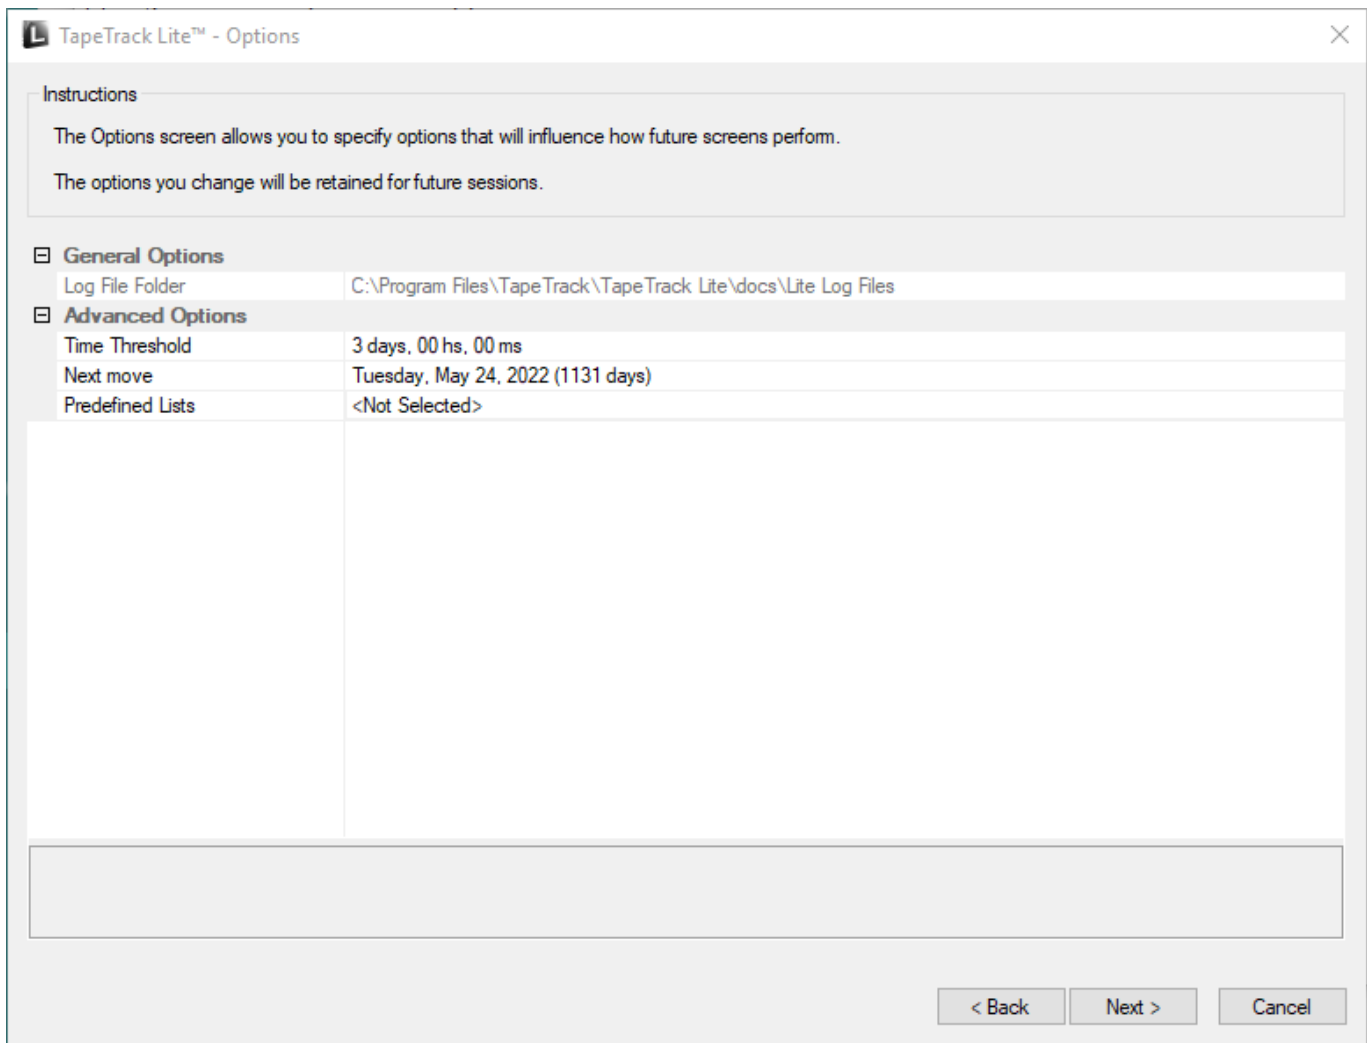 TapeTrack Lite™ - Options
Instructions
The Options screen allows you to specify options that will influence how future screens perform.
The options you change will be retained for future sessions.
General Options
Log File Folder C:\Program Files\TapeTrack\TapeTrack Lite\docs\Lite Log Files
Advanced Options
Time Threshold 3 days, 00 hs, 00 ms
Next move Tuesday, May 24, 2022 (1131 days)
Predefined Lists <Not Selected>
< Back Next > Cancel